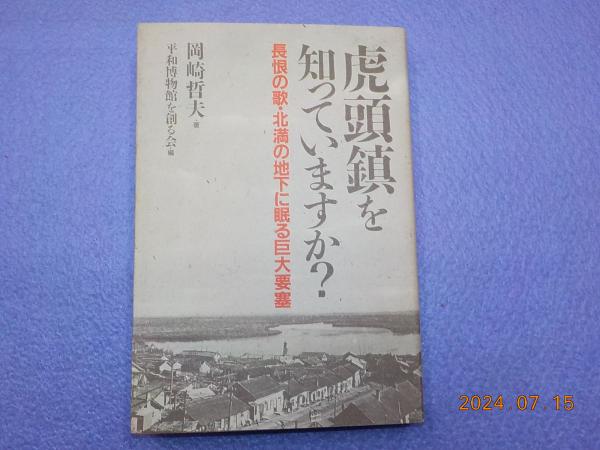 虎頭鎮を
知っていますか?
長恨の歌・北満の地下に眠る巨大要塞
岡崎哲夫・著
平和博物館を創る会・編
2024.07.15